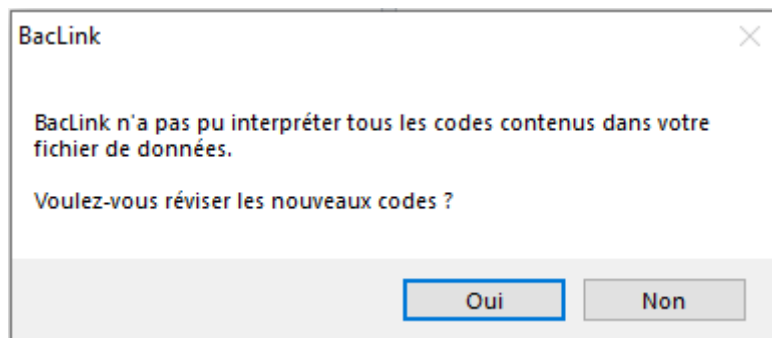 BacLink
BacLink n'a pas pu interpréter tous les codes contenus dans votre
fichier de données.
Voulez-vous réviser les nouveaux codes ?
Oui
Non